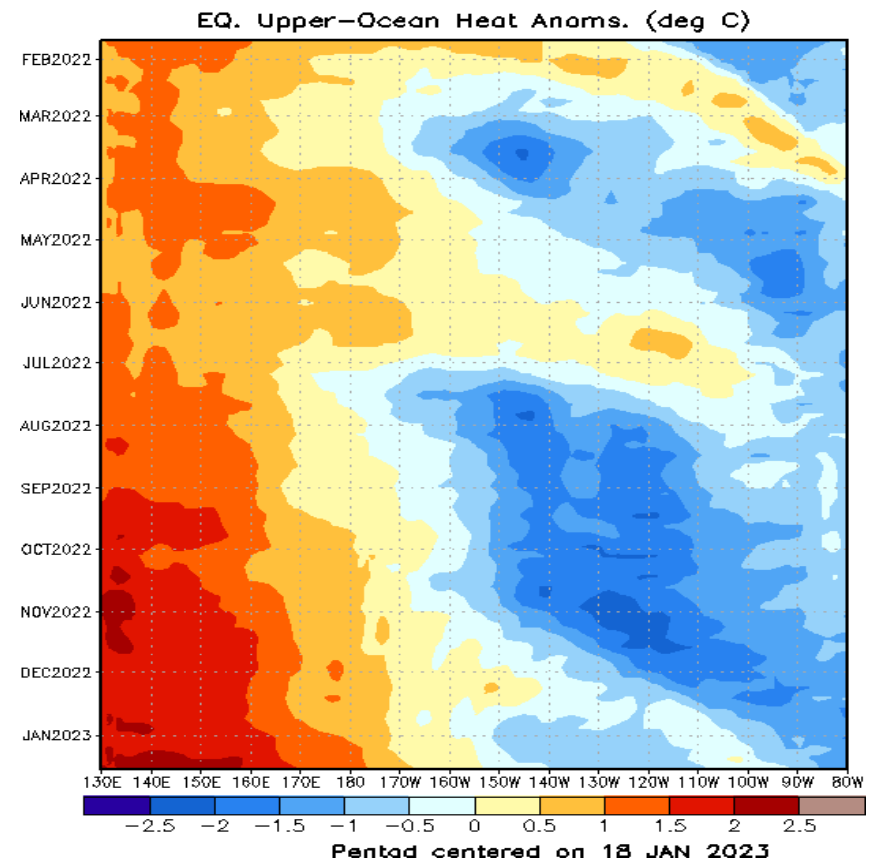 EQ. Upper-Ocean Heat Anoms. (deg C)
FEB2022
MAR2022
APR2022
MAY2022
JUN2022
JUL2022
AUG2022
SEP2022
OCT2022
NOV2022
DEC2022
JAN2023
130E 140E 150E 160E 170E 180 170W 160W 150W 140W 130W 120W 110W 100W 90W 80W
-2.5 -2 -1.5 -1 -0.5 0 0.5 1 1.5 2 2.5
Pentad centered on 18 JAN 2023